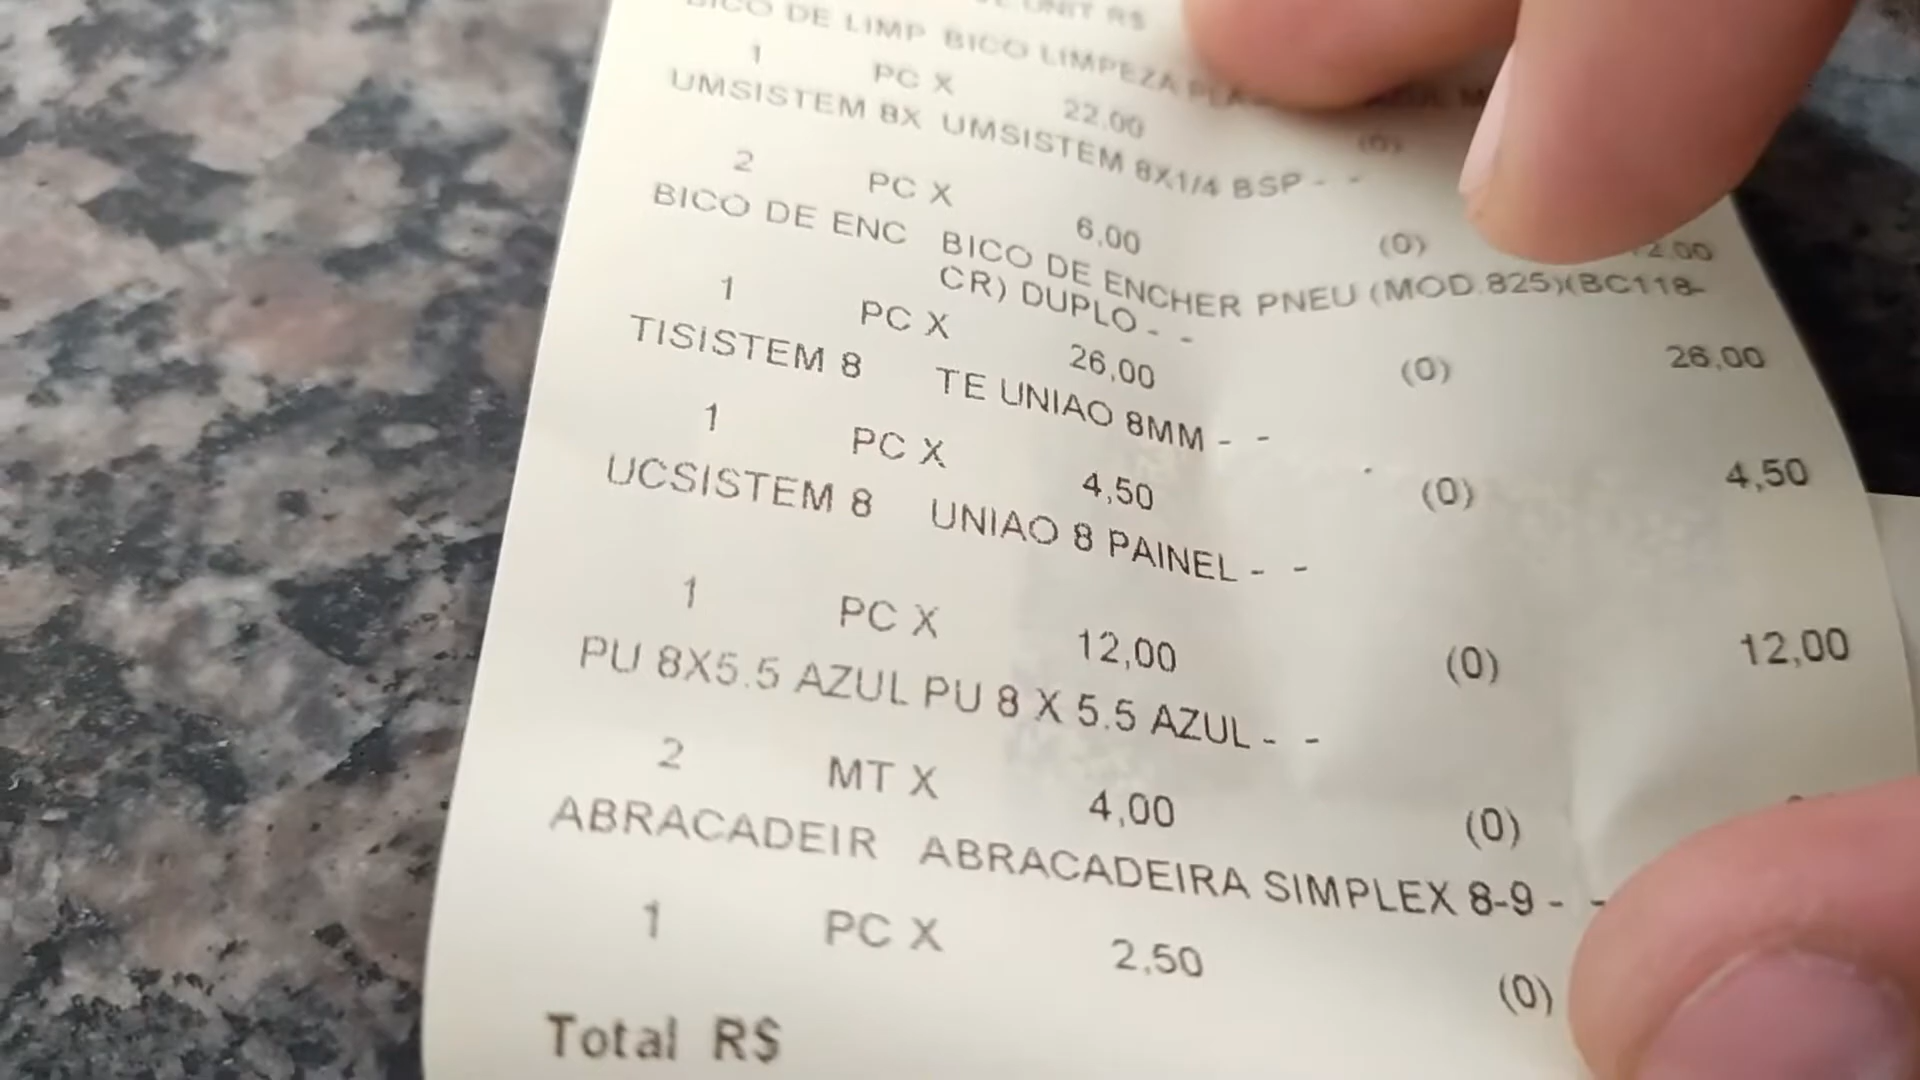 UNIT R$
BICO DE LIMP BICO LIMPEZA
1 PC X 22,00 (0)
UMSISTEM 8X UMSISTEM 8X1/4 BSP - -
2 PC X 6,00 (0) 12,00
BICO DE ENC BICO DE ENCHER PNEU (MOD.825)(BC118-
CR) DUPLO - -
1 PC X 26,00 (0) 26,00
TISISTEM 8 TE UNIAO 8MM - -
1 PC X 4,50 (0) 4,50
UCSISTEM 8 UNIAO 8 PAINEL - -
1 PC X 12,00 (0) 12,00
PU 8X5.5 AZUL PU 8 X 5.5 AZUL - -
2 MT X 4,00 (0)
ABRACADEIR ABRACADEIRA SIMPLEX 8-9 - -
1 PC X 2,50 (0)
Total R$